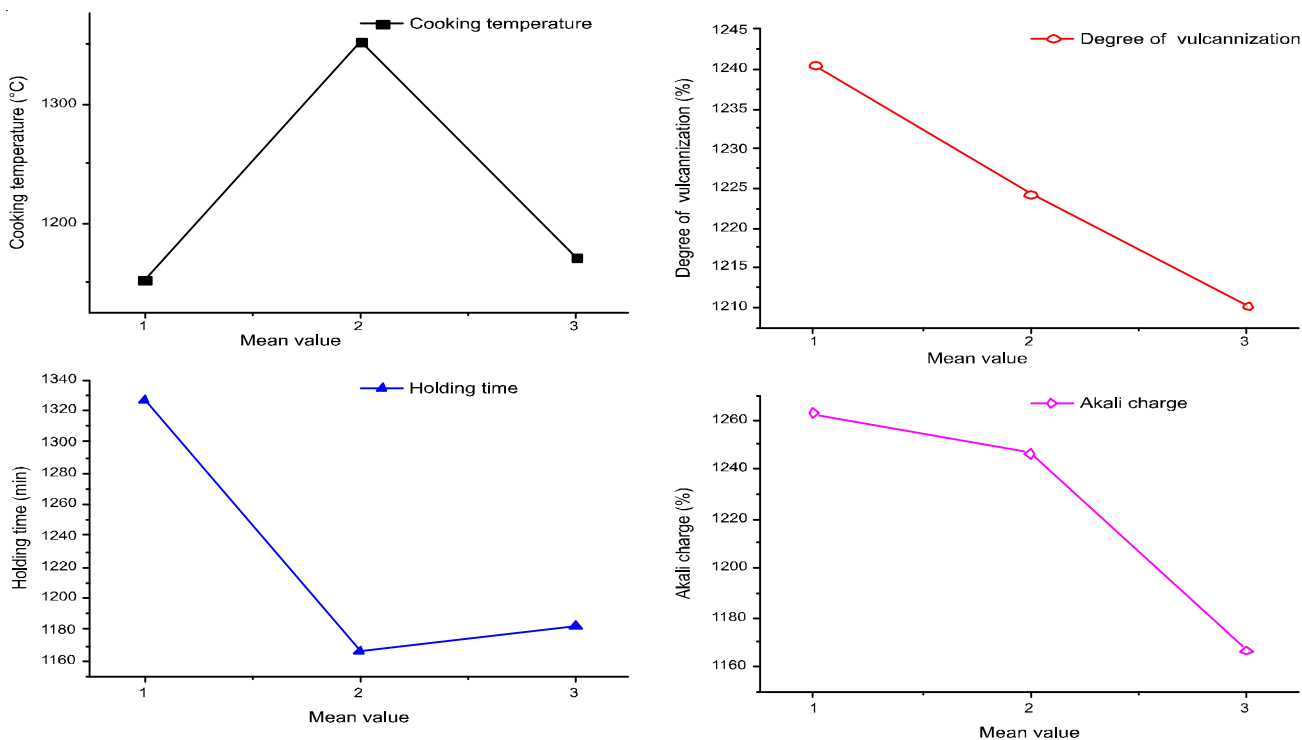 Cooking temperature
Cooking temperature (°C)
1300
1200
1 2 3
Mean value
Degree of vulcannization
Degree of vulcannization (%)
1245
1240
1235
1230
1225
1220
1215
1210
1 2 3
Mean value
Holding time
Holding time (min)
1340
1320
1300
1280
1260
1240
1220
1200
1180
1160
1 2 3
Mean value
Akali charge
Akali charge (%)
1260
1240
1220
1200
1180
1160
1 2 3
Mean value